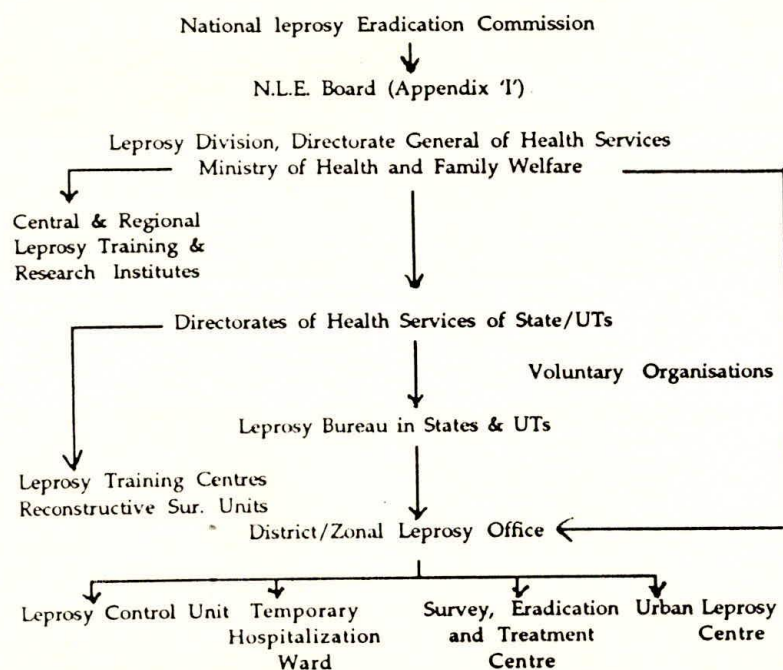 National leprosy Eradication Commission
N.L.E. Board (Appendix 'I')
Leprosy Division, Directorate General of Health Services
Ministry of Health and Family Welfare
Central & Regional
Leprosy Training &
Research Institutes
Directorates of Health Services of State/UTs
Voluntary Organisations
Leprosy Bureau in States & UTs
Leprosy Training Centres
Reconstructive Sur. Units
District/Zonal Leprosy Office
Leprosy Control Unit
Temporary
Hospitalization
Ward
Survey, Eradication
and Treatment
Centre
Urban Leprosy
Centre